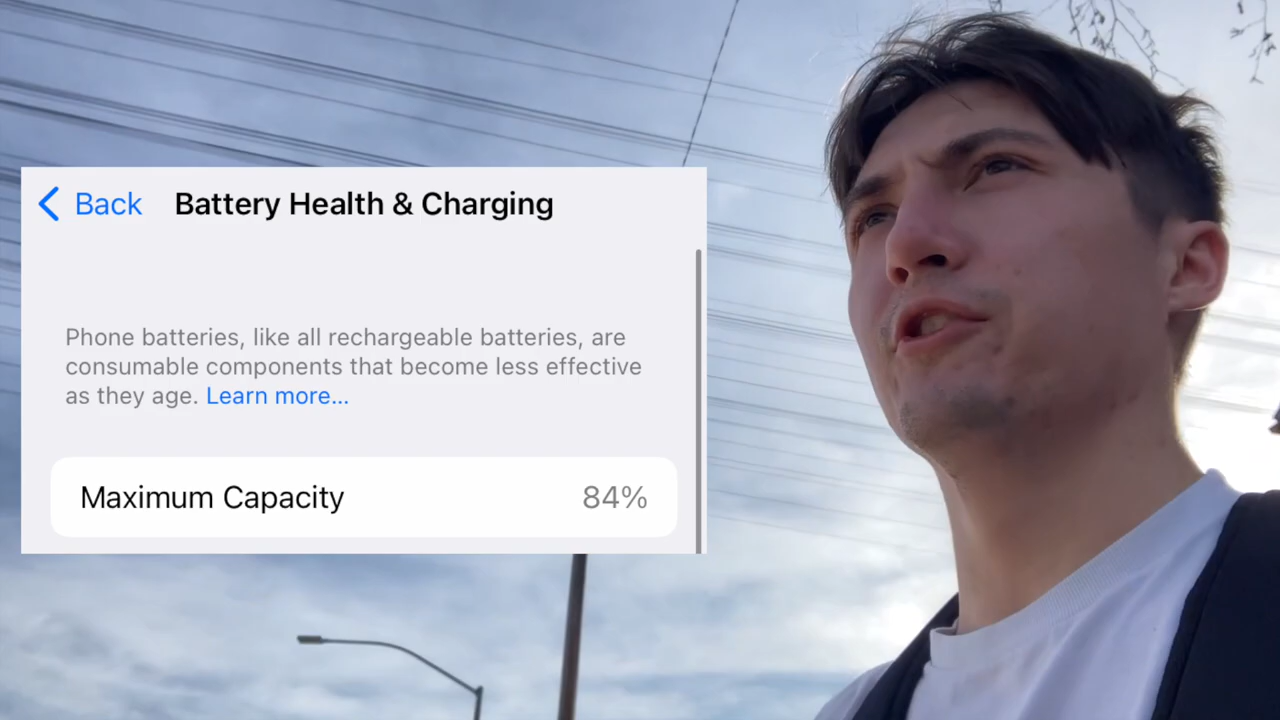 Back
Battery Health & Charging
Phone batteries, like all rechargeable batteries, are
consumable components that become less effective
as they age. Learn more...
Maximum Capacity 84%